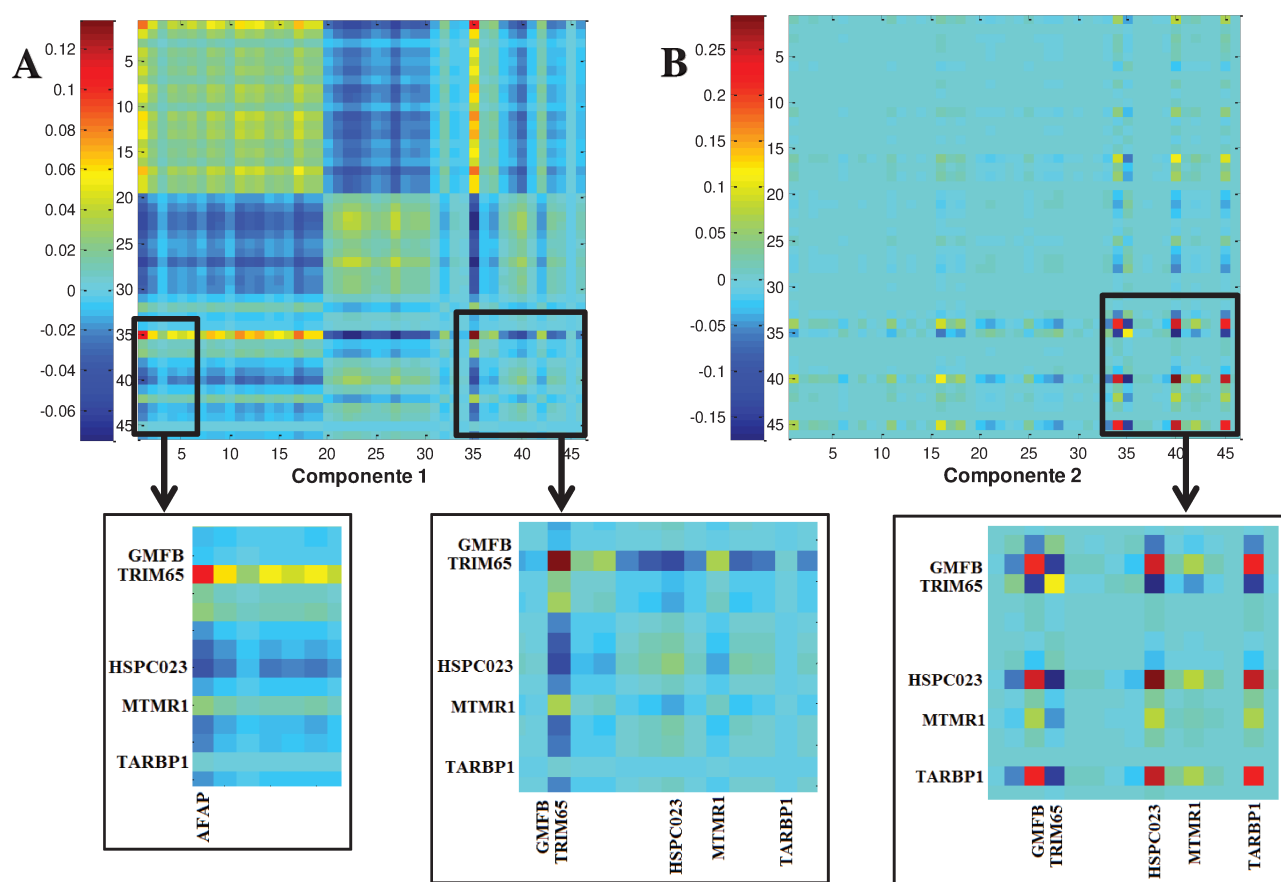 A
0.12
0.1
0.08
0.06
0.04
0.02
0
-0.02
-0.04
-0.06
5
10
15
20
25
30
35
40
45
5 10 15 20 25 30 35 40 45
Componente 1
B
0.25
0.2
0.15
0.1
0.05
0
-0.05
-0.1
-0.15
5
10
15
20
25
30
35
40
45
5 10 15 20 25 30 35 40 45
Componente 2
GMFB
TRIM65
HSPC023
MTMR1
TARBP1
AFAP
GMFB
TRIM65
HSPC023
MTMR1
TARBP1
GMFB
TRIM65
HSPC023
MTMR1
TARBP1
GMFB
TRIM65
HSPC023
MTMR1
TARBP1
GMFB
TRIM65
HSPC023
MTMR1
TARBP1